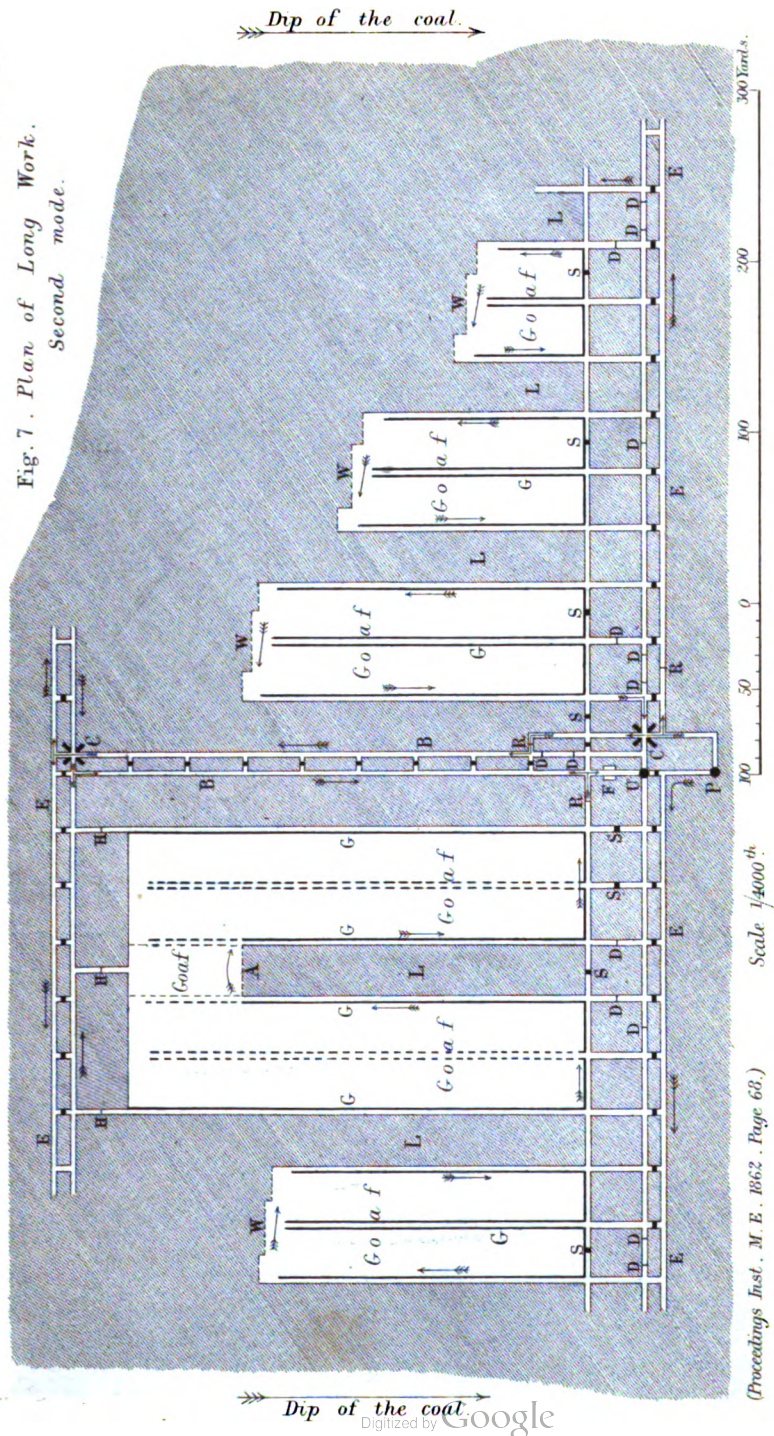 Dip of the coal.
Fig. 7. Plan of Long Work.
Second mode.
E
E
C
H
H
H
B
B
B
W
W
W
W
Goaf
A
L
L
L
L
L
L
G
G
G
G
G
G
G
Goaf
Goaf
Goaf
Goaf
Goaf
Goaf
Goaf
S
S
S
S
S
S
S
S
R
R
R
D
D
D
D
D
D
D
D
D
D
D
D
D
F
U
C
P
E
E
E
E
100 50 0 100 200 300 Yards.
Scale 1/4000th.
(Proceedings Inst. M. E. 1862. Page 68.)
Dip of the coal.
Digitized by Google